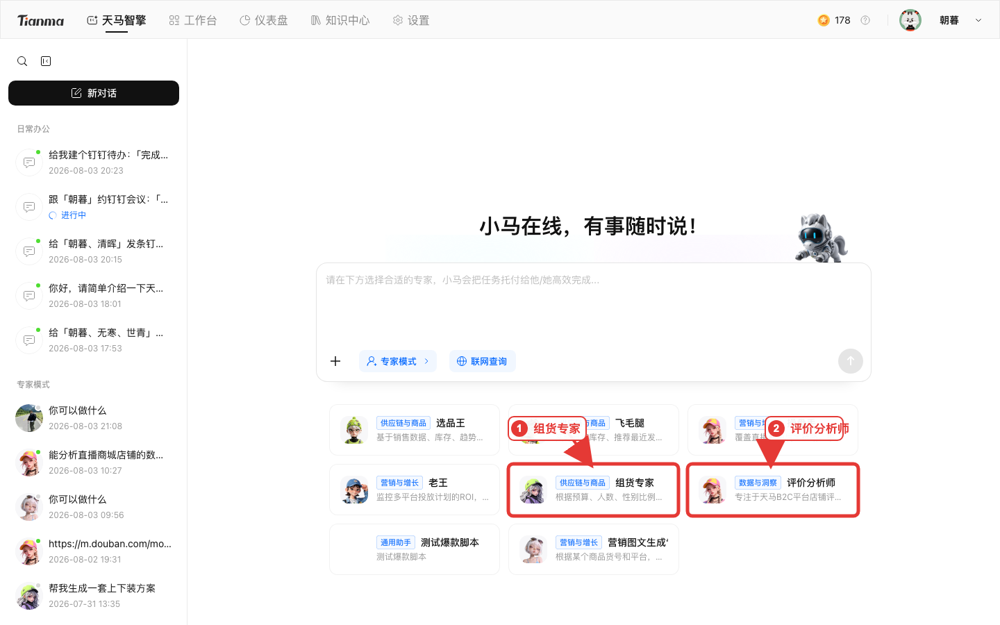 Tianma
天马智擎
工作台
仪表盘
知识中心
设置
178
朝暮
新对话
日常办公
给我建个钉钉待办：「完成...
2026-08-03 20:23
跟「朝暮」约钉钉会议：「...
进行中
给「朝暮、清晖」发条钉...
2026-08-03 20:15
你好，请简单介绍一下天...
2026-08-03 18:01
给「朝暮、无寒、世青」...
2026-08-03 17:53
专家模式
你可以做什么
2026-08-03 21:08
能分析直播商城店铺的数...
2026-08-03 10:27
你可以做什么
2026-08-03 09:56
https://m.douban.com/mo...
2026-08-02 19:31
帮我生成一套上下装方案
2026-07-31 13:35
小马在线，有事随时说！
请在下方选择合适的专家，小马会把任务托付给他/她高效完成...
专家模式
联网查询
供应链与商品 选品王
基于销售数据、库存、趋势...
1 组货专家
与商品 飞毛腿
库存、推荐最近发...
营销与
2 评价分析师
覆盖直
营销与增长 老王
监控多平台投放计划的ROI，...
供应链与商品 组货专家
根据预算、人数、性别比例...
数据与洞察 评价分析师
专注于天马B2C平台店铺评...
通用助手 测试爆款脚本
测试爆款脚本
营销与增长 营销图文生成
根据某个商品货号和平台，...